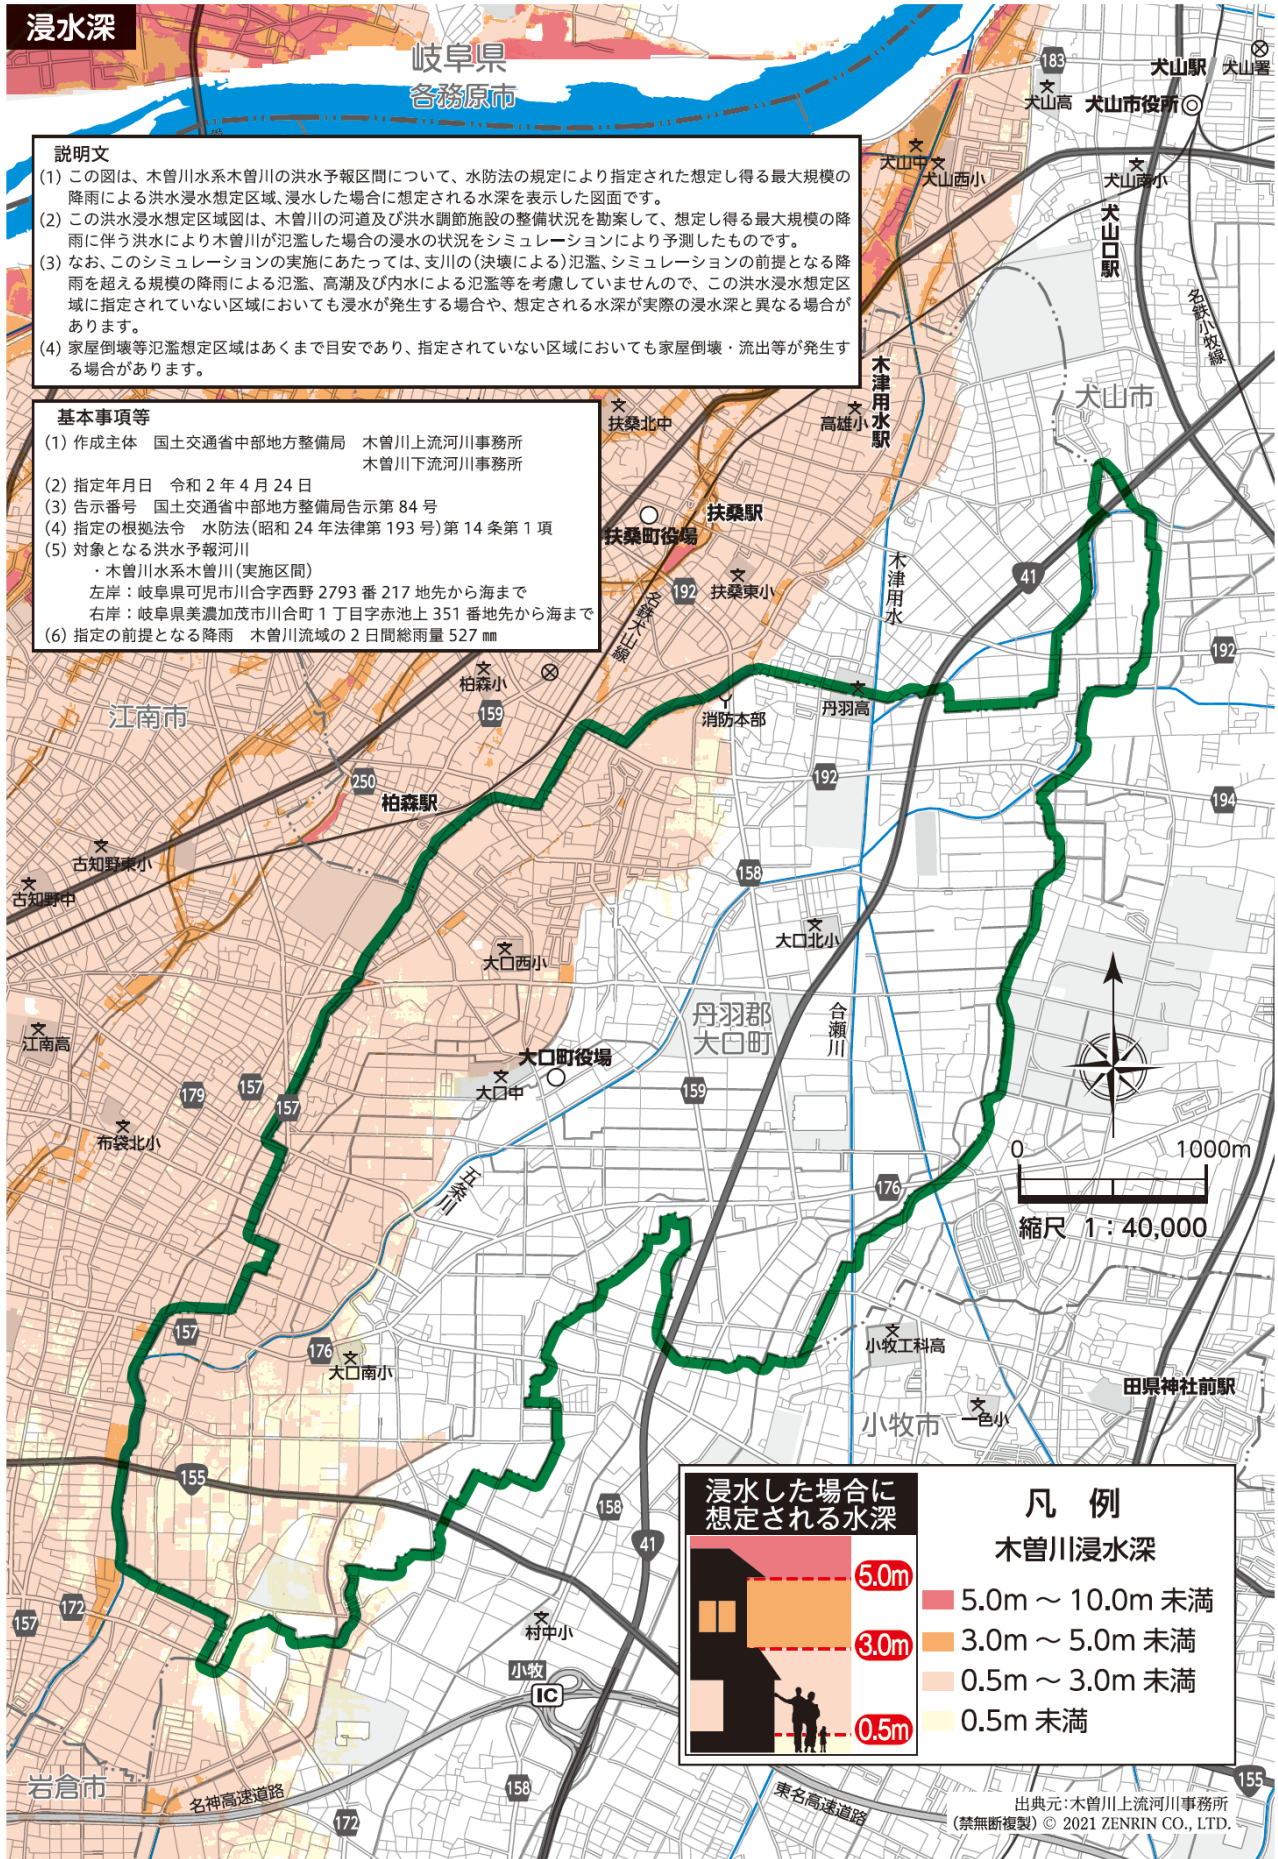 浸水深
岐阜県
各務原市
183
犬山駅
犬山署
犬山高
犬山市役所
説明文
(1) この図は、木曽川水系木曽川の洪水予報区間について、水防法の規定により指定された想定し得る最大規模の
降雨による洪水浸水想定区域、浸水した場合に想定される水深を表示した図面です。
(2) この洪水浸水想定区域図は、木曽川の河道及び洪水調節施設の整備状況を勘案して、想定し得る最大規模の降
雨に伴う洪水により木曽川が氾濫した場合の浸水の状況をシミュレーションにより予測したものです。
(3) なお、このシミュレーションの実施にあたっては、支川の(決壊による)氾濫、シミュレーションの前提となる降
雨を超える規模の降雨による氾濫、高潮及び内水による氾濫等を考慮していませんので、この洪水浸水想定区
域に指定されていない区域においても浸水が発生する場合や、想定される水深が実際の浸水深と異なる場合が
あります。
(4) 家屋倒壊等氾濫想定区域はあくまで目安であり、指定されていない区域においても家屋倒壊・流出等が発生す
る場合があります。
犬山中
犬山西小
犬山南小
犬山口駅
名鉄小牧線
木津用水駅
犬山市
基本事項等
(1) 作成主体 国土交通省中部地方整備局 木曽川上流河川事務所
木曽川下流河川事務所
(2) 指定年月日 令和 2 年 4 月 24 日
(3) 告示番号 国土交通省中部地方整備局告示第 84 号
(4) 指定の根拠法令 水防法(昭和 24 年法律第 193 号)第 14 条第 1 項
(5) 対象となる洪水予報河川
・木曽川水系木曽川(実施区間)
左岸：岐阜県可児市川合字西野 2793 番 217 地先から海まで
右岸：岐阜県美濃加茂市川合町 1 丁目字赤池上 351 番地先から海まで
(6) 指定の前提となる降雨 木曽川流域の 2 日間総雨量 527 ㎜
扶桑北中
高雄小
扶桑駅
扶桑町役場
192
扶桑東小
名鉄犬山線
木津用水
41
192
柏森小
159
江南市
消防本部
丹羽高
250
柏森駅
192
194
古知野東小
古知野中
158
大口北小
大口西小
丹羽郡
大口町
合瀬川
江南高
大口町役場
大口中
179
157
157
159
布袋北小
五条川
176
0
1000m
縮尺 1：40,000
157
176
大口南小
小牧工科高
田県神社前駅
一色小
小牧市
155
158
41
172
157
村中小
小牧
IC
浸水した場合に
想定される水深
5.0m
3.0m
0.5m
凡 例
木曽川浸水深
5.0m ～ 10.0m 未満
3.0m ～ 5.0m 未満
0.5m ～ 3.0m 未満
0.5m 未満
岩倉市
名神高速道路
172
158
東名高速道路
155
出典元：木曽川上流河川事務所
(禁無断複製) © 2021 ZENRIN CO., LTD.